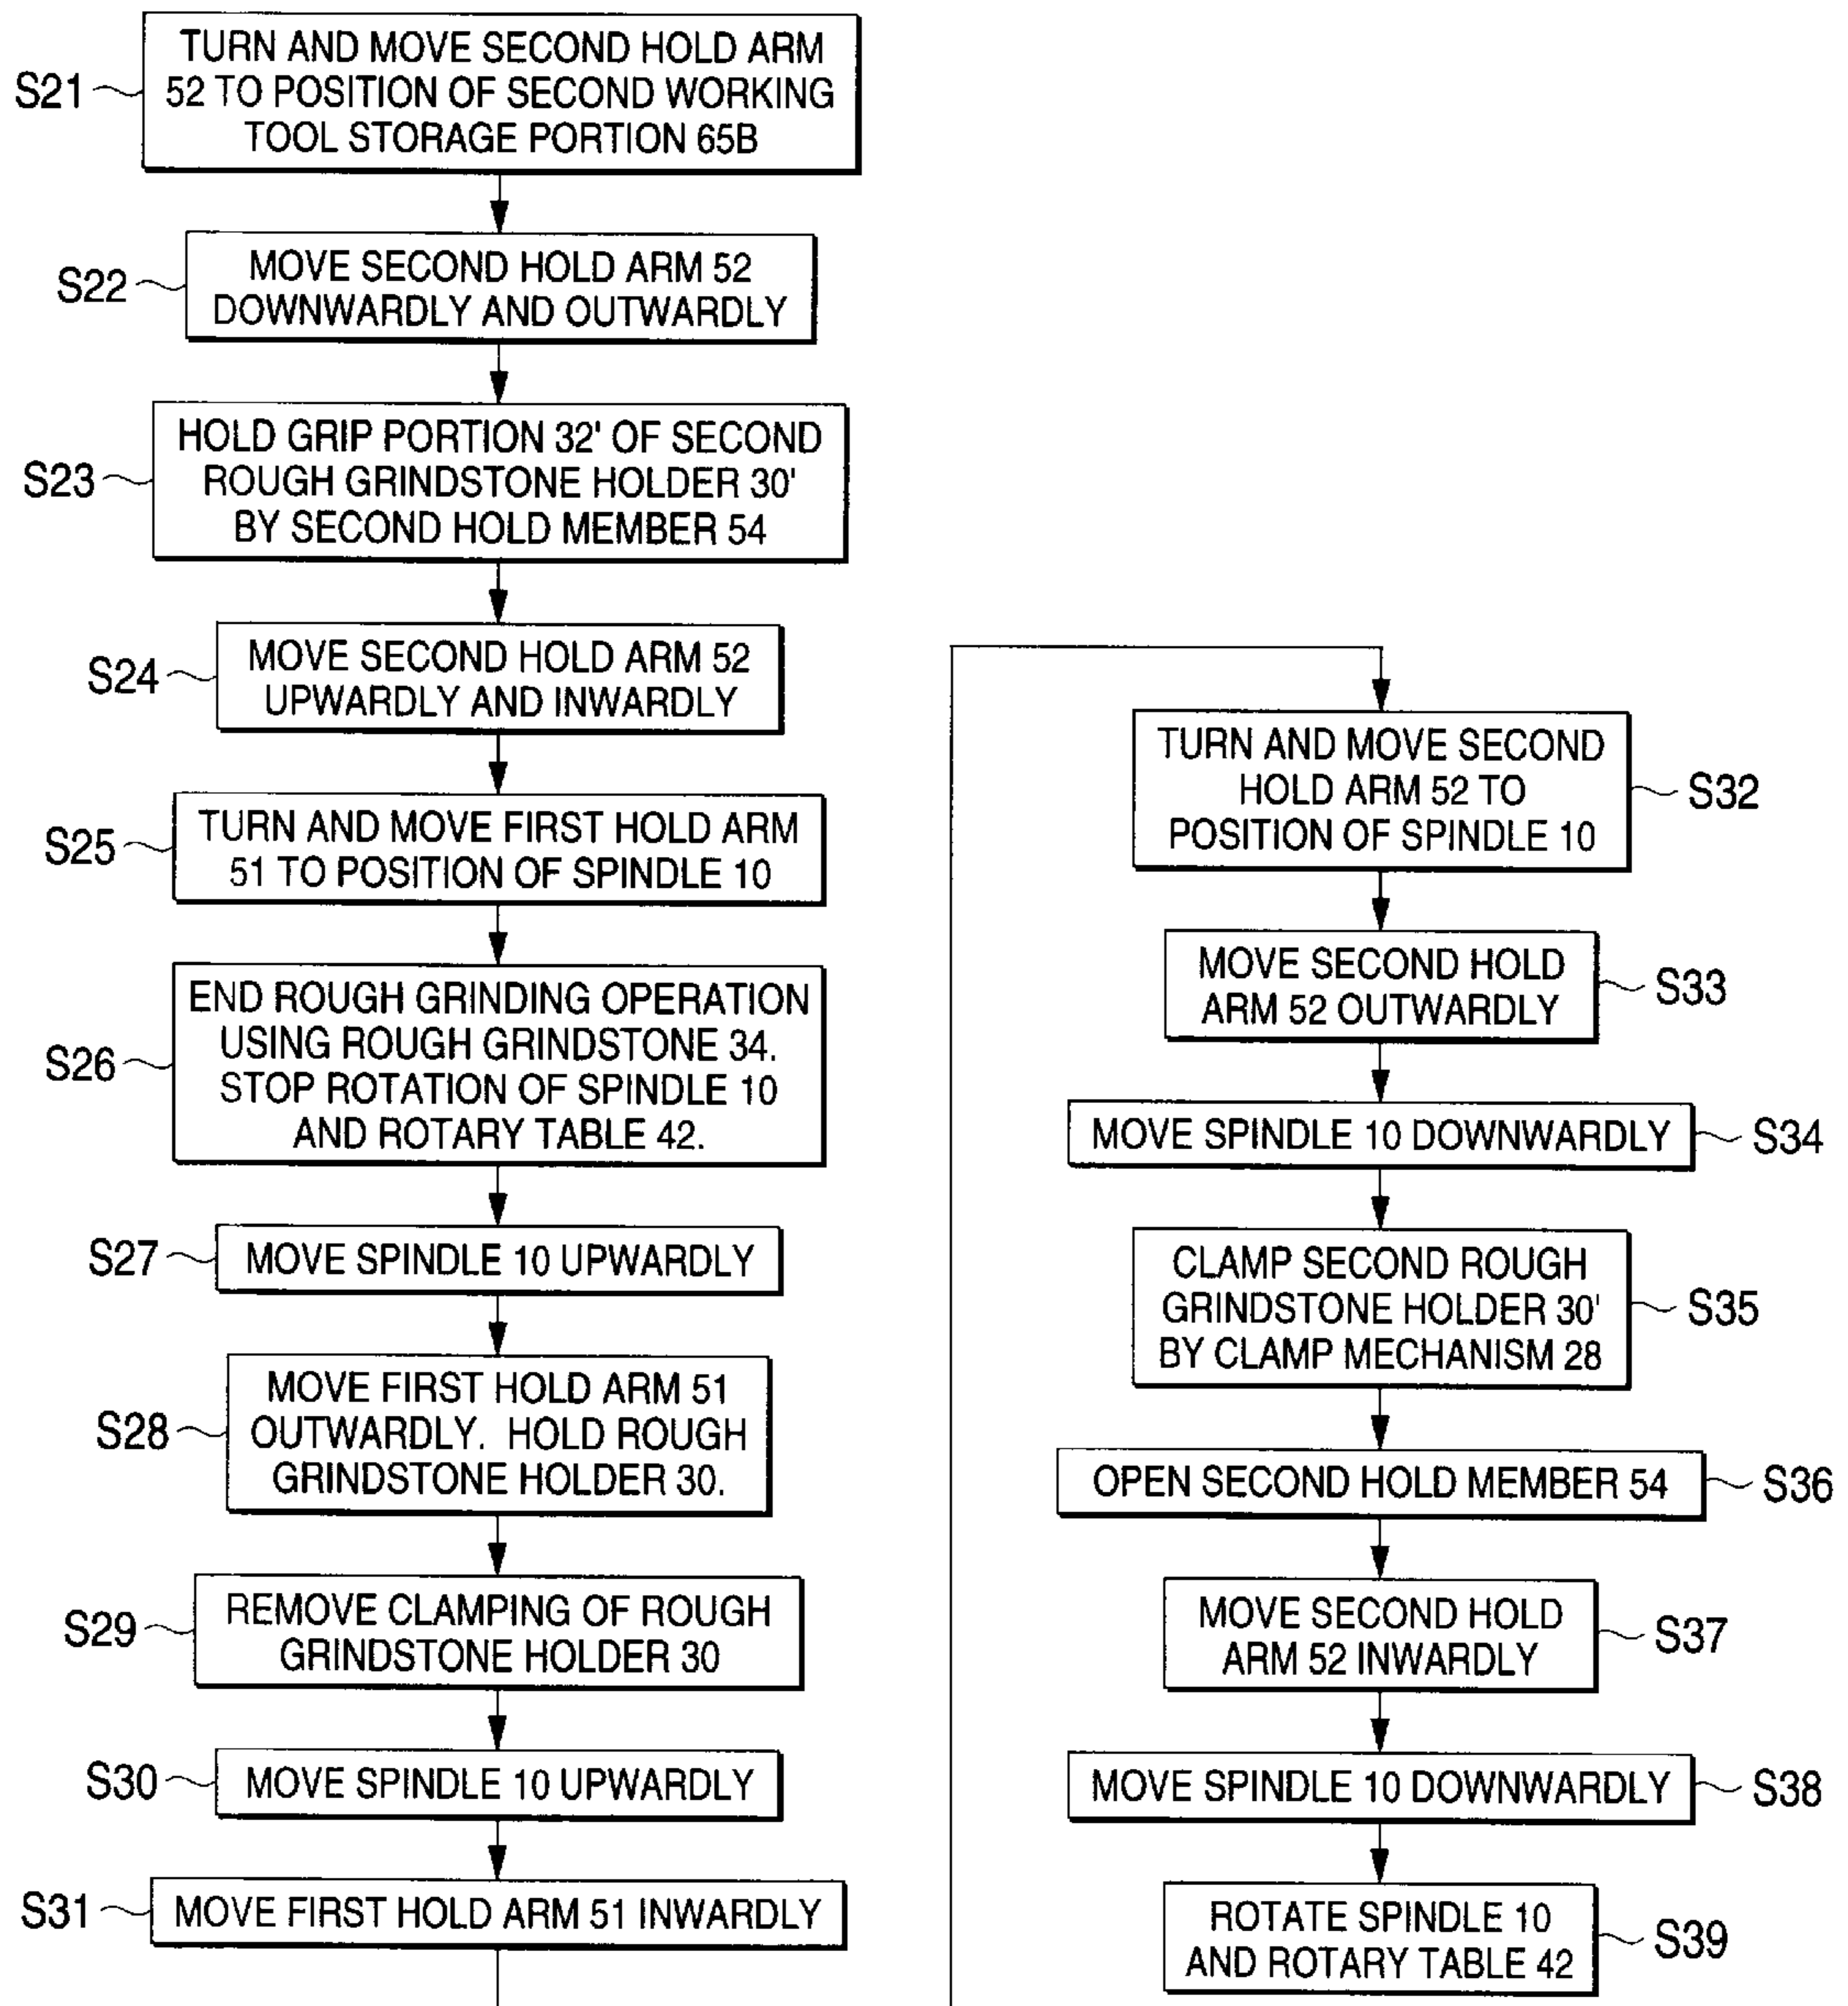 S21
TURN AND MOVE SECOND HOLD ARM
52 TO POSITION OF SECOND WORKING
TOOL STORAGE PORTION 65B
S22
MOVE SECOND HOLD ARM 52
DOWNWARDLY AND OUTWARDLY
S23
HOLD GRIP PORTION 32' OF SECOND
ROUGH GRINDSTONE HOLDER 30'
BY SECOND HOLD MEMBER 54
S24
MOVE SECOND HOLD ARM 52
UPWARDLY AND INWARDLY
S25
TURN AND MOVE FIRST HOLD ARM
51 TO POSITION OF SPINDLE 10
S26
END ROUGH GRINDING OPERATION
USING ROUGH GRINDSTONE 34.
STOP ROTATION OF SPINDLE 10
AND ROTARY TABLE 42.
S27
MOVE SPINDLE 10 UPWARDLY
S28
MOVE FIRST HOLD ARM 51
OUTWARDLY. HOLD ROUGH
GRINDSTONE HOLDER 30.
S29
REMOVE CLAMPING OF ROUGH
GRINDSTONE HOLDER 30
S30
MOVE SPINDLE 10 UPWARDLY
S31
MOVE FIRST HOLD ARM 51 INWARDLY
TURN AND MOVE SECOND
HOLD ARM 52 TO
POSITION OF SPINDLE 10
S32
MOVE SECOND HOLD
ARM 52 OUTWARDLY
S33
MOVE SPINDLE 10 DOWNWARDLY
S34
CLAMP SECOND ROUGH
GRINDSTONE HOLDER 30'
BY CLAMP MECHANISM 28
S35
OPEN SECOND HOLD MEMBER 54
S36
MOVE SECOND HOLD
ARM 52 INWARDLY
S37
MOVE SPINDLE 10 DOWNWARDLY
S38
ROTATE SPINDLE 10
AND ROTARY TABLE 42
S39